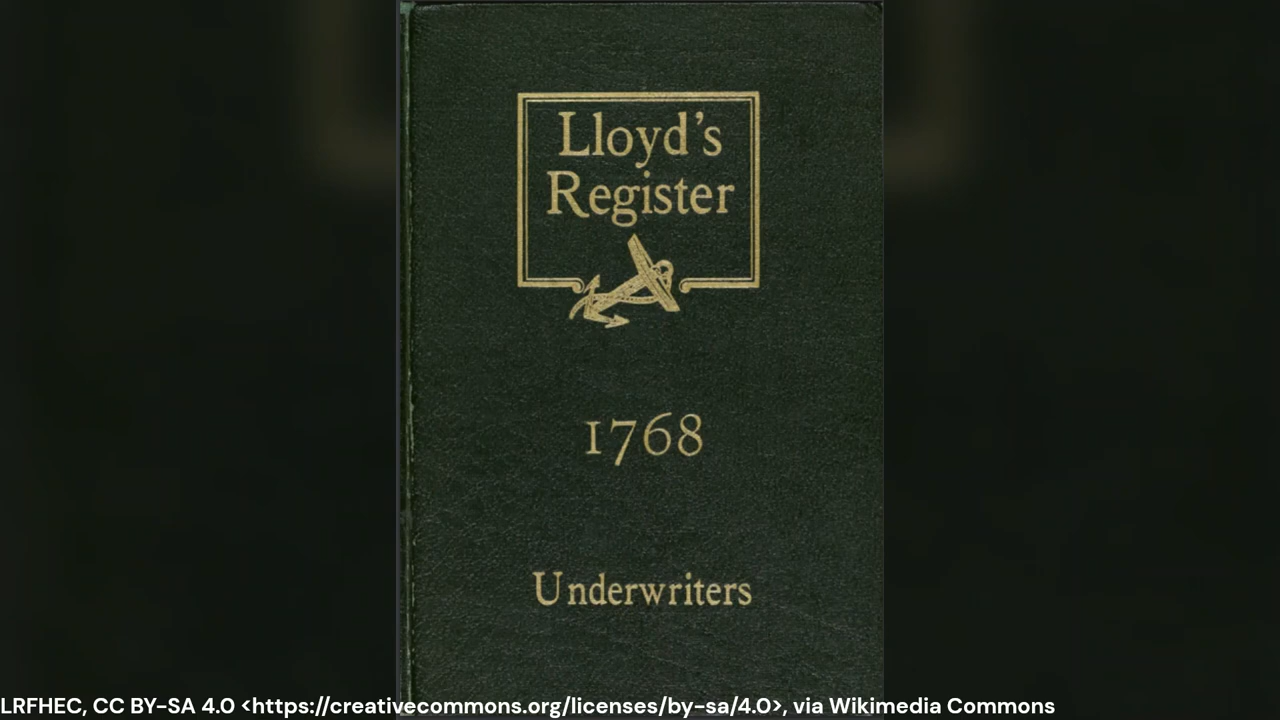 Lloyd's
Register
1768
Underwriters
LRFHEC, CC BY-SA 4.0 <https://creativecommons.org/licenses/by-sa/4.0>, via Wikimedia Commons